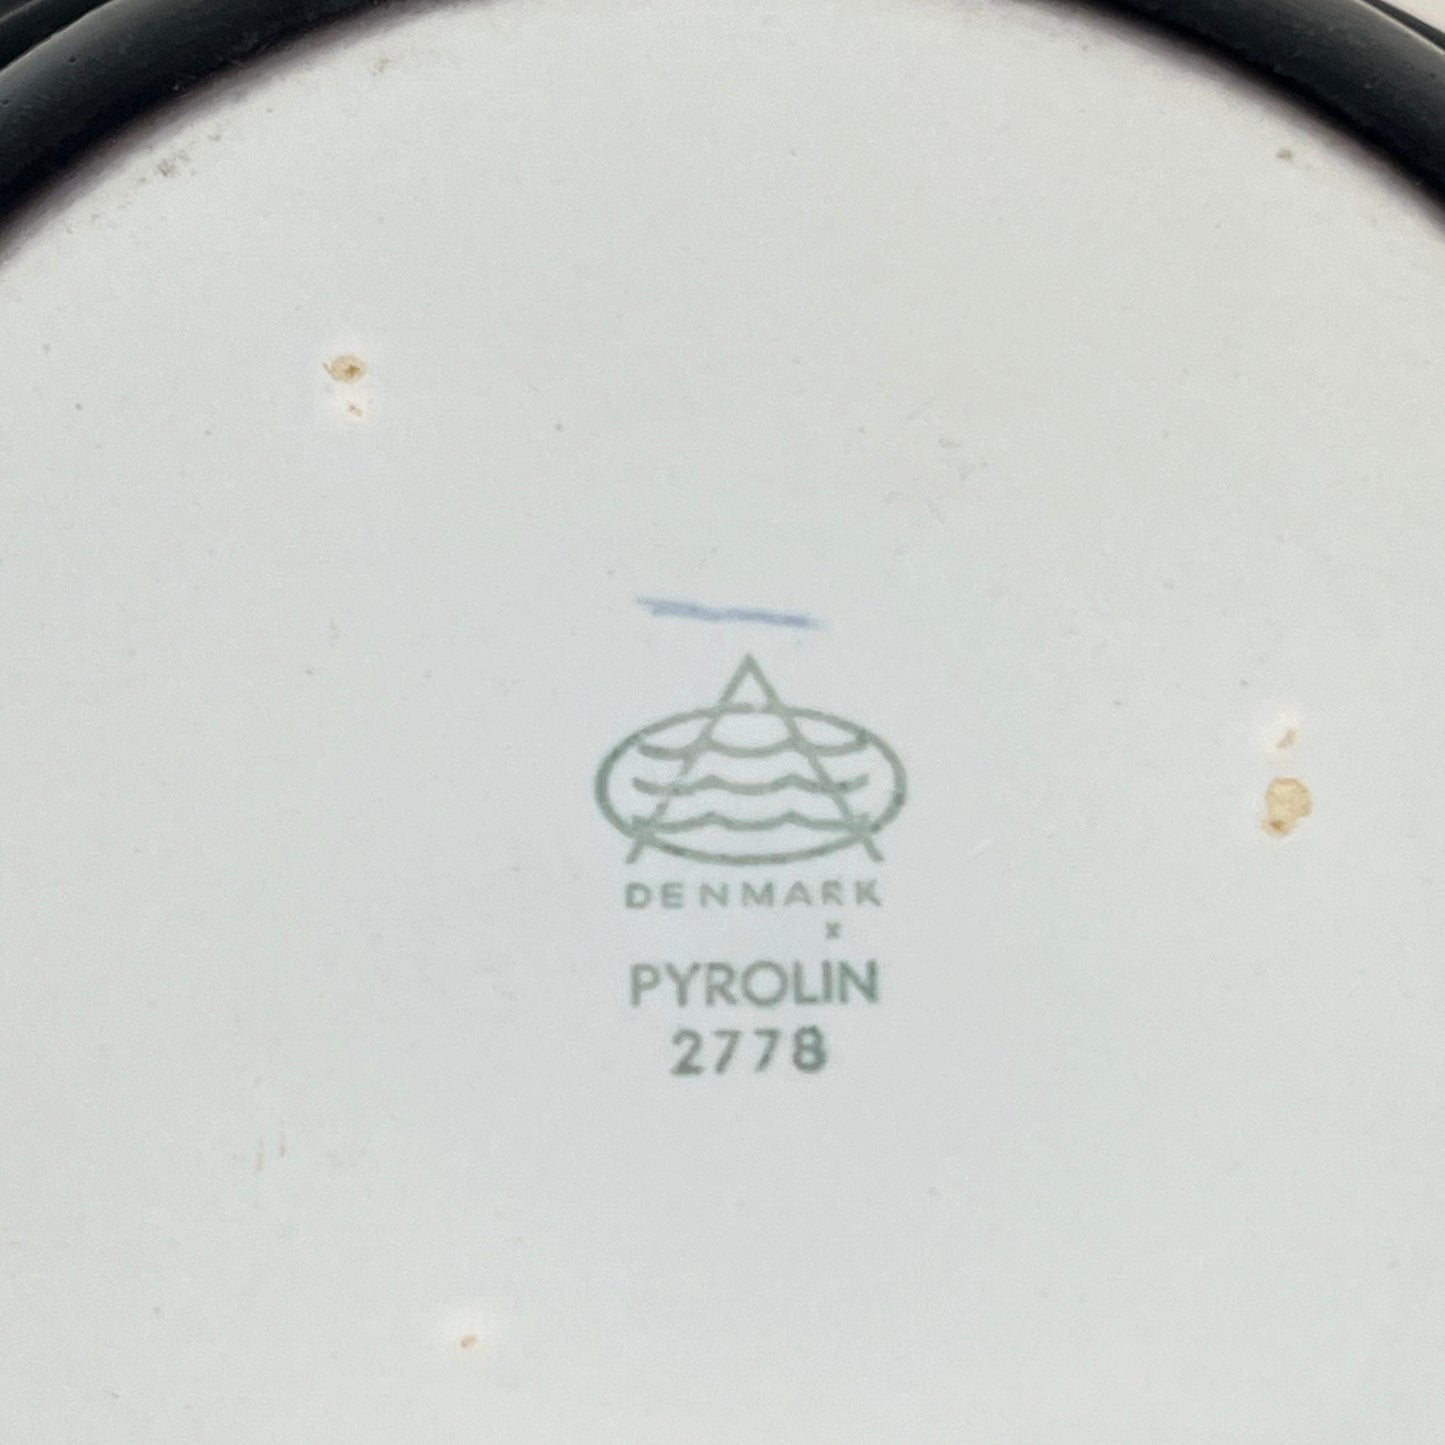 DENMARK
x
PYROLIN
2778